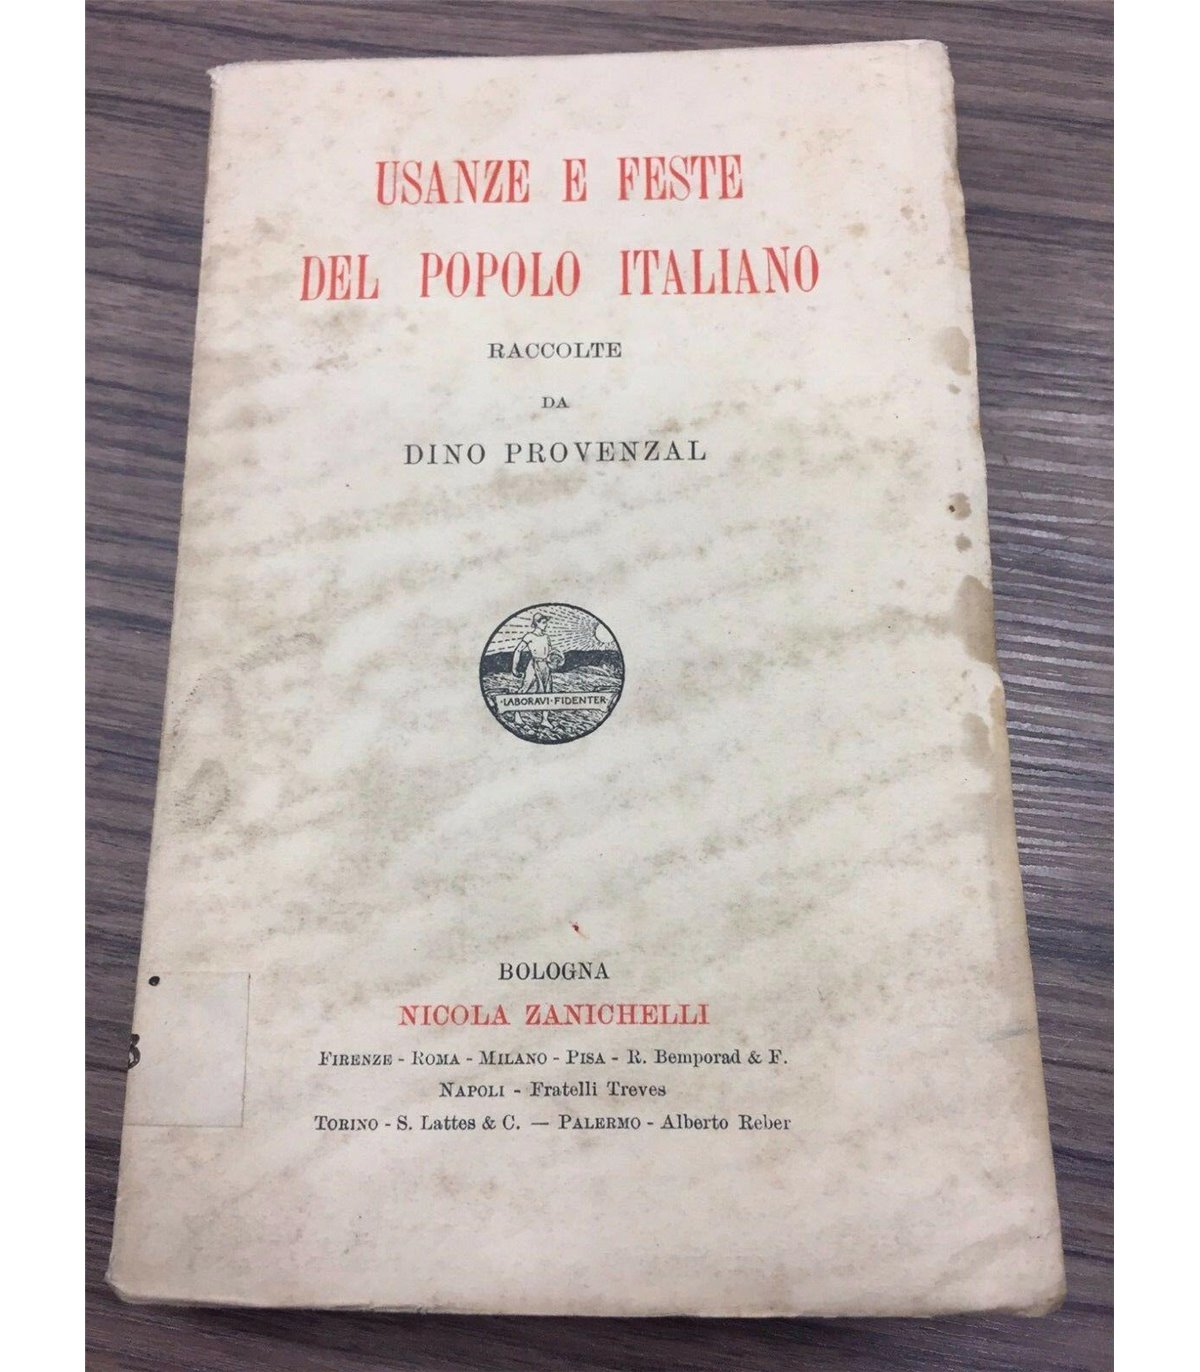 USANZE E FESTE
DEL POPOLO ITALIANO
RACCOLTE
DA
DINO PROVENZAL
·LABORAVI·FIDENTER·
BOLOGNA
NICOLA ZANICHELLI
FIRENZE - ROMA - MILANO - PISA - R. Bemporad & F.
NAPOLI - Fratelli Treves
TORINO - S. Lattes & C. — PALERMO - Alberto Reber